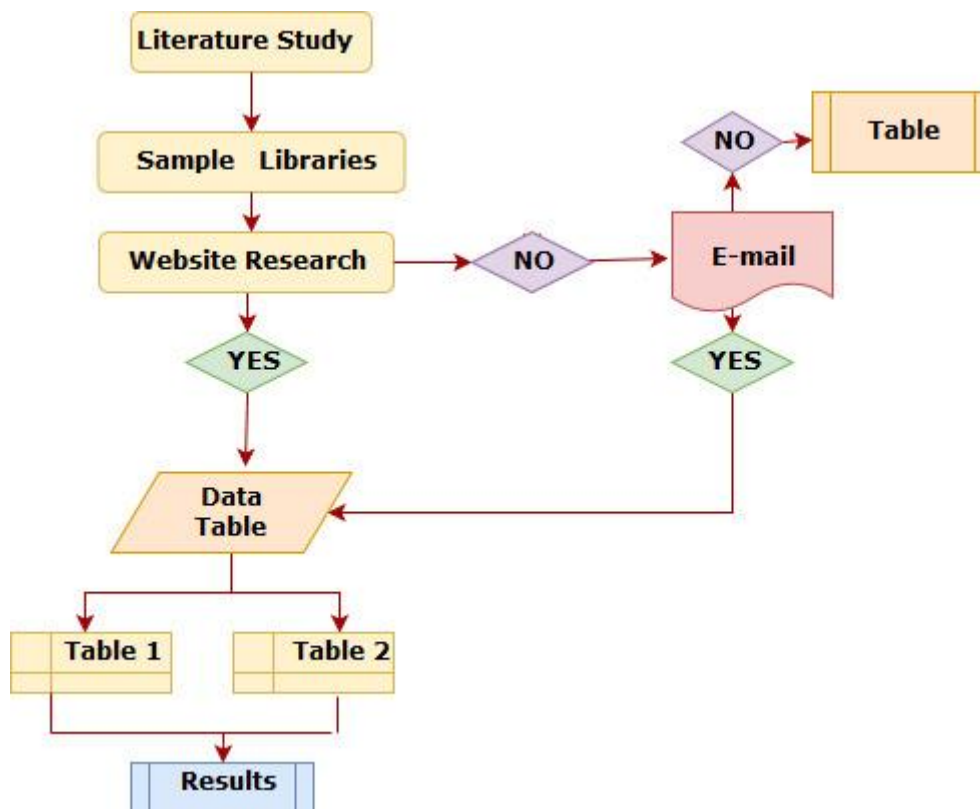 Literature Study
Sample Libraries
Website Research
NO
E-mail
NO
Table
YES
YES
Data
Table
Table 1
Table 2
Results